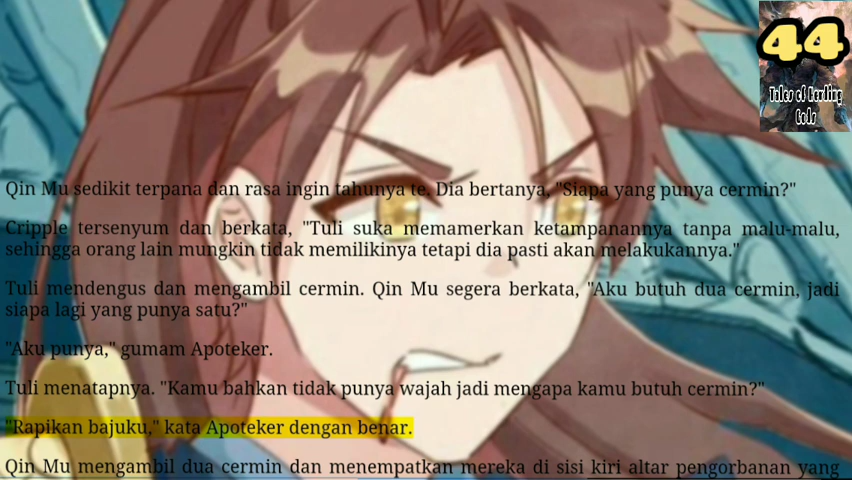 44
Tales of Herding
Gods
Qin Mu sedikit terpana dan rasa ingin tahunya te. Dia bertanya, "Siapa yang punya cermin?"
Cripple tersenyum dan berkata, "Tuli suka memamerkan ketampanannya tanpa malu-malu,
sehingga orang lain mungkin tidak memilikinya tetapi dia pasti akan melakukannya."
Tuli mendengus dan mengambil cermin. Qin Mu segera berkata, "Aku butuh dua cermin, jadi
siapa lagi yang punya satu?"
"Aku punya," gumam Apoteker.
Tuli menatapnya. "Kamu bahkan tidak punya wajah jadi mengapa kamu butuh cermin?"
"Rapikan bajuku," kata Apoteker dengan benar.
Qin Mu mengambil dua cermin dan menempatkan mereka di sisi kiri altar pengorbanan yang